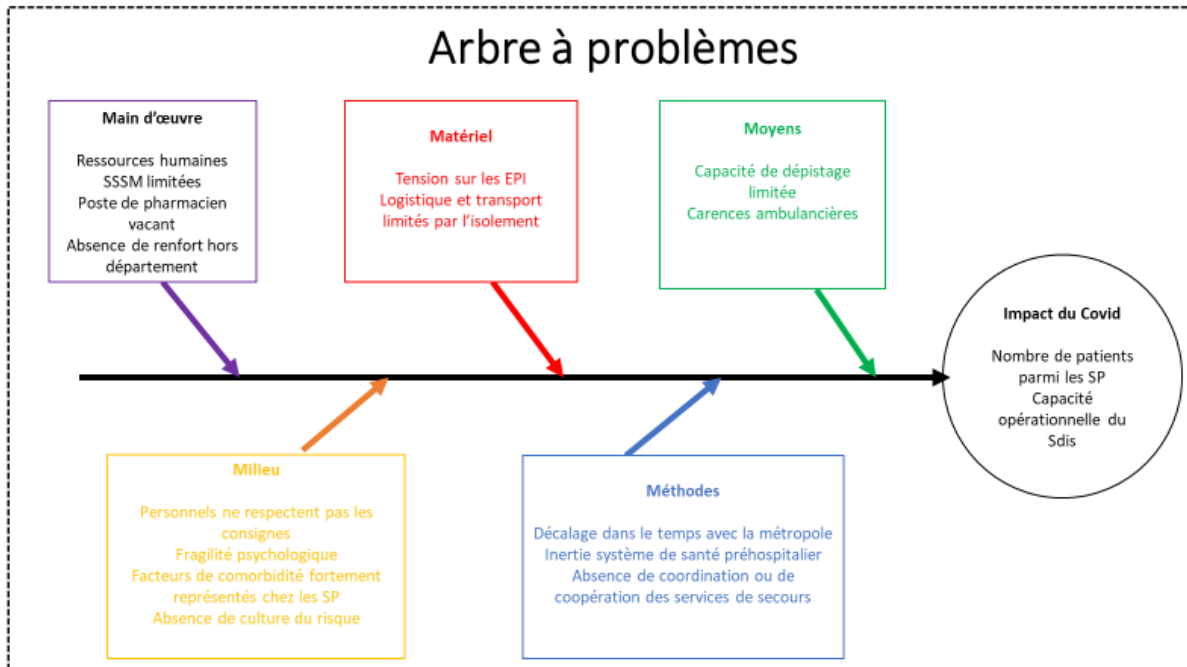 Arbre à problèmes
Main d'œuvre
Ressources humaines
SSSM limitées
Poste de pharmacien
vacant
Absence de renfort hors
département
Matériel
Tension sur les EPI
Logistique et transport
limités par l'isolement
Moyens
Capacité de dépistage
limitée
Carences ambulancières
Impact du Covid
Nombre de patients
parmi les SP
Capacité
opérationnelle du
Sdis
Milieu
Personnels ne respectent pas les
consignes
Fragilité psychologique
Facteurs de comorbidité fortement
représentés chez les SP
Absence de culture du risque
Méthodes
Décalage dans le temps avec la métropole
Inertie système de santé préhospitalier
Absence de coordination ou de
coopération des services de secours